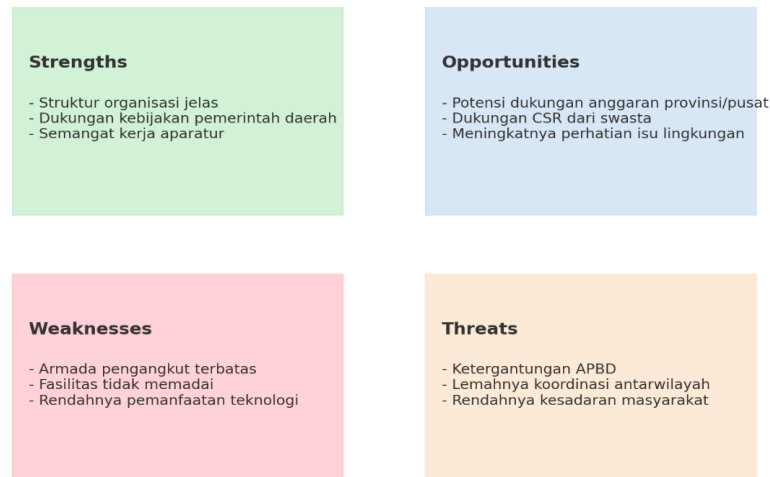 Strengths
- Struktur organisasi jelas
- Dukungan kebijakan pemerintah daerah
- Semangat kerja aparatur
Opportunities
- Potensi dukungan anggaran provinsi/pusat
- Dukungan CSR dari swasta
- Meningkatnya perhatian isu lingkungan
Weaknesses
- Armada pengangkut terbatas
- Fasilitas tidak memadai
- Rendahnya pemanfaatan teknologi
Threats
- Ketergantungan APBD
- Lemahnya koordinasi antarwilayah
- Rendahnya kesadaran masyarakat